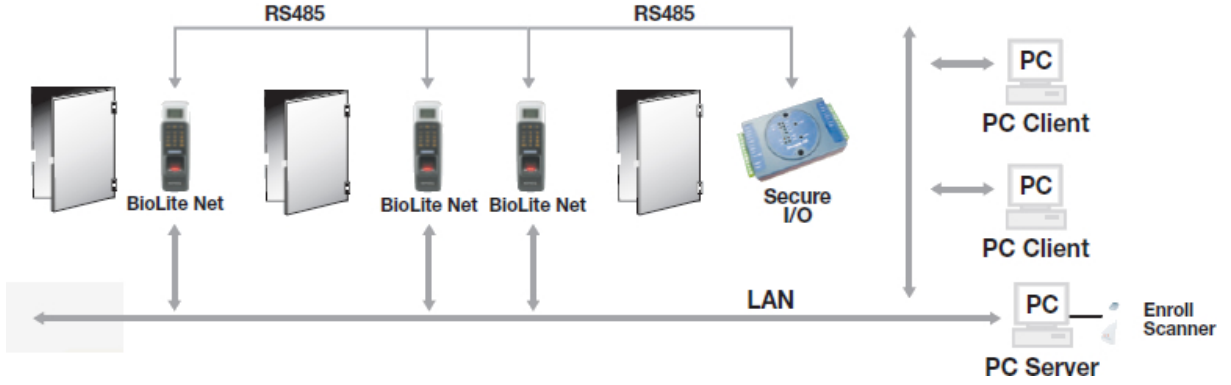 RS485
RS485
PC
PC Client
BioLite Net
BioLite Net
BioLite Net
Secure
I/O
PC
PC Client
LAN
PC
Enroll
Scanner
PC Server